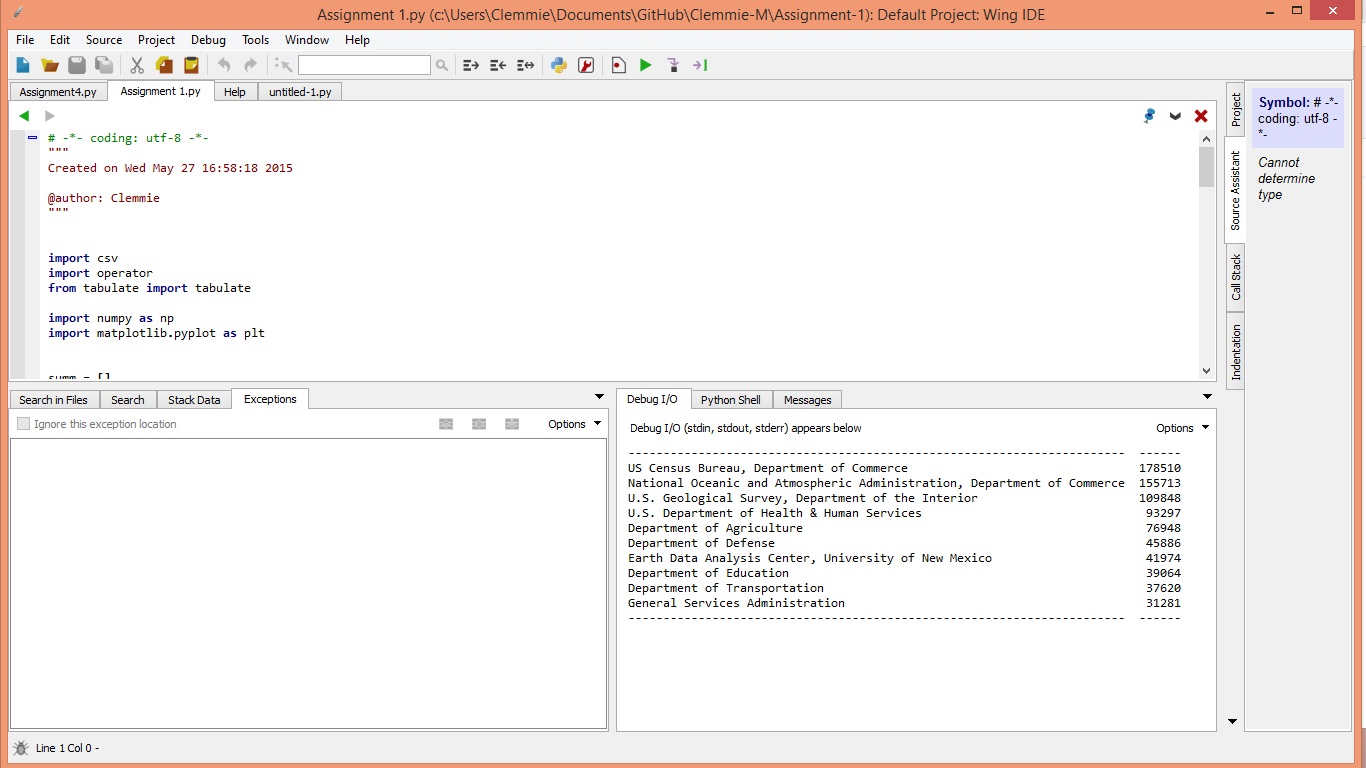 Assignment 1.py (c:\Users\Clemmie\Documents\GitHub\Clemmie-M\Assignment-1): Default Project: Wing IDE
File Edit Source Project Debug Tools Window Help
Assignment4.py Assignment 1.py Help untitled-1.py
# -*- coding: utf-8 -*-
"""
Created on Wed May 27 16:58:18 2015
@author: Clemmie
"""
import csv
import operator
from tabulate import tabulate
import numpy as np
import matplotlib.pyplot as plt
summ = []
Project
Source Assistant
Call Stack
Indentation
Symbol: # -*-
coding: utf-8 -
*-
Cannot
determine
type
Search in Files Search Stack Data Exceptions
Ignore this exception location Options
Debug I/O Python Shell Messages
Debug I/O (stdin, stdout, stderr) appears below Options
----------------------------------------------------------------------- ------
US Census Bureau, Department of Commerce 178510
National Oceanic and Atmospheric Administration, Department of Commerce 155713
U.S. Geological Survey, Department of the Interior 109848
U.S. Department of Health & Human Services 93297
Department of Agriculture 76948
Department of Defense 45886
Earth Data Analysis Center, University of New Mexico 41974
Department of Education 39064
Department of Transportation 37620
General Services Administration 31281
----------------------------------------------------------------------- ------
Line 1 Col 0 -